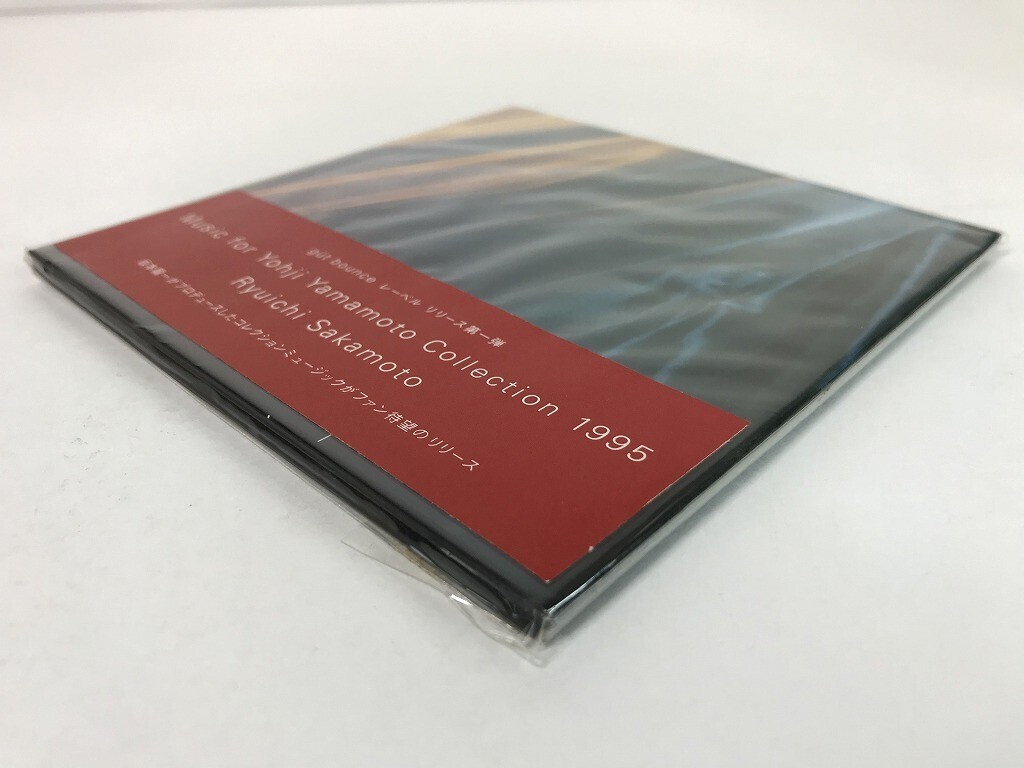 güt bounce レーベル リリース第一弾
Music for Yohji Yamamoto Collection 1995
Ryuichi Sakamoto
坂本龍一がプロデュースしたコレクションミュージックがファン待望のリリース